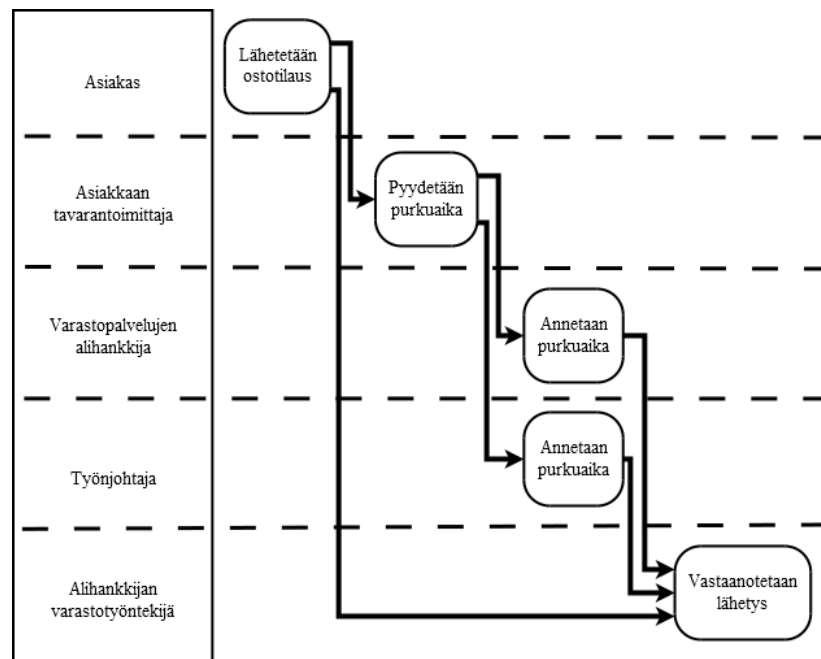 Asiakas
Lähetetään
ostotilaus
Asiakkaan
tavarantoimittaja
Pyydetään
purkuaika
Varastopalvelujen
alihankkija
Annetaan
purkuaika
Työnjohtaja
Annetaan
purkuaika
Alihankkijan
varastotyöntekijä
Vastaanotetaan
lähetys